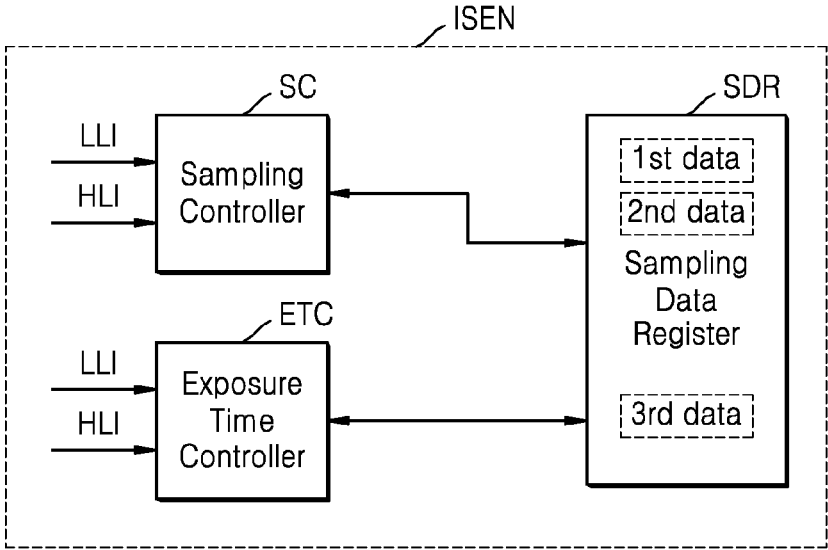 ISEN
SC
LLI
HLI
Sampling
Controller
SDR
1st data
2nd data
Sampling
Data
Register
3rd data
ETC
LLI
HLI
Exposure
Time
Controller